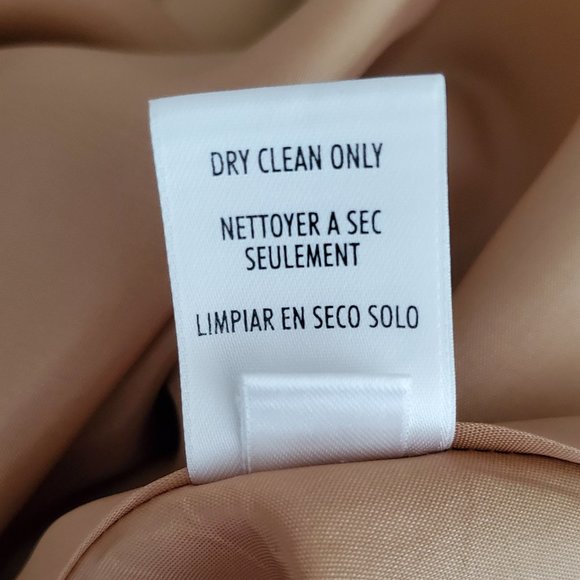 DRY CLEAN ONLY
NETTOYER A SEC
SEULEMENT
LIMPIAR EN SECO SOLO